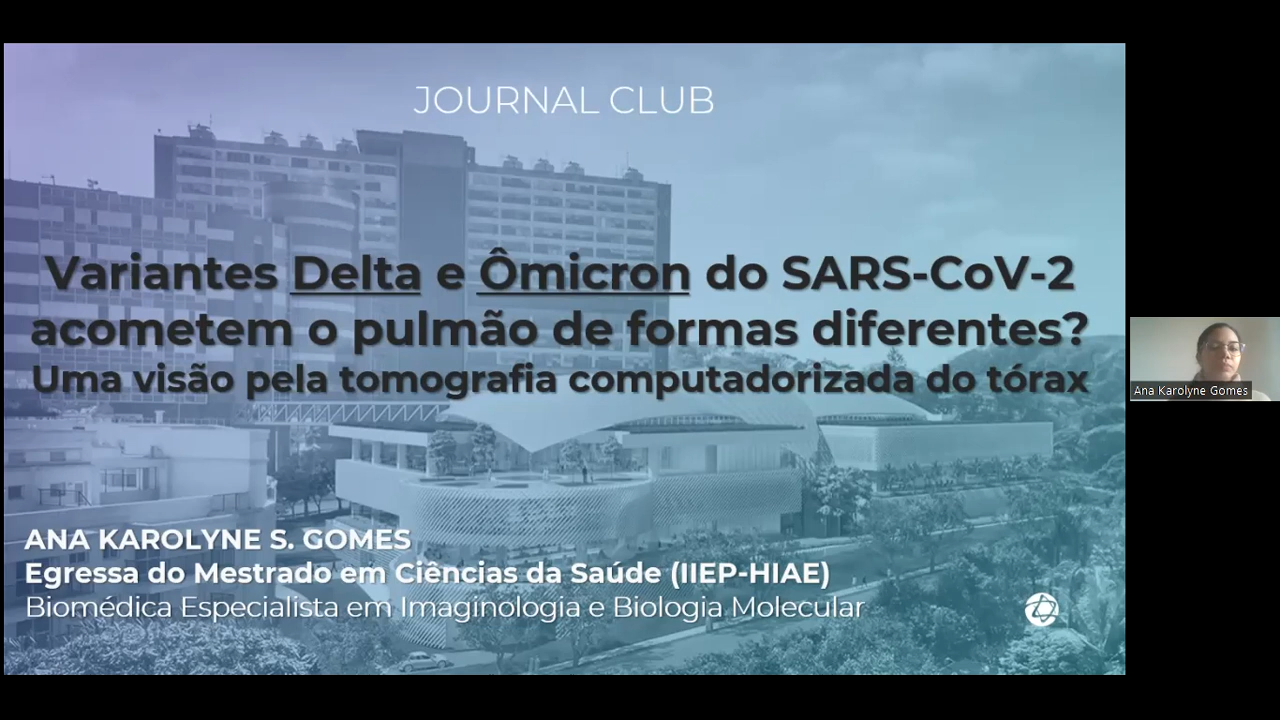 JOURNAL CLUB
Variantes Delta e Ômicron do SARS-CoV-2
acometem o pulmão de formas diferentes?
Uma visão pela tomografia computadorizada do tórax
ANA KAROLYNE S. GOMES
Egressa do Mestrado em Ciências da Saúde (IIEP-HIAE)
Biomédica Especialista em Imaginologia e Biologia Molecular
Ana Karolyne Gomes